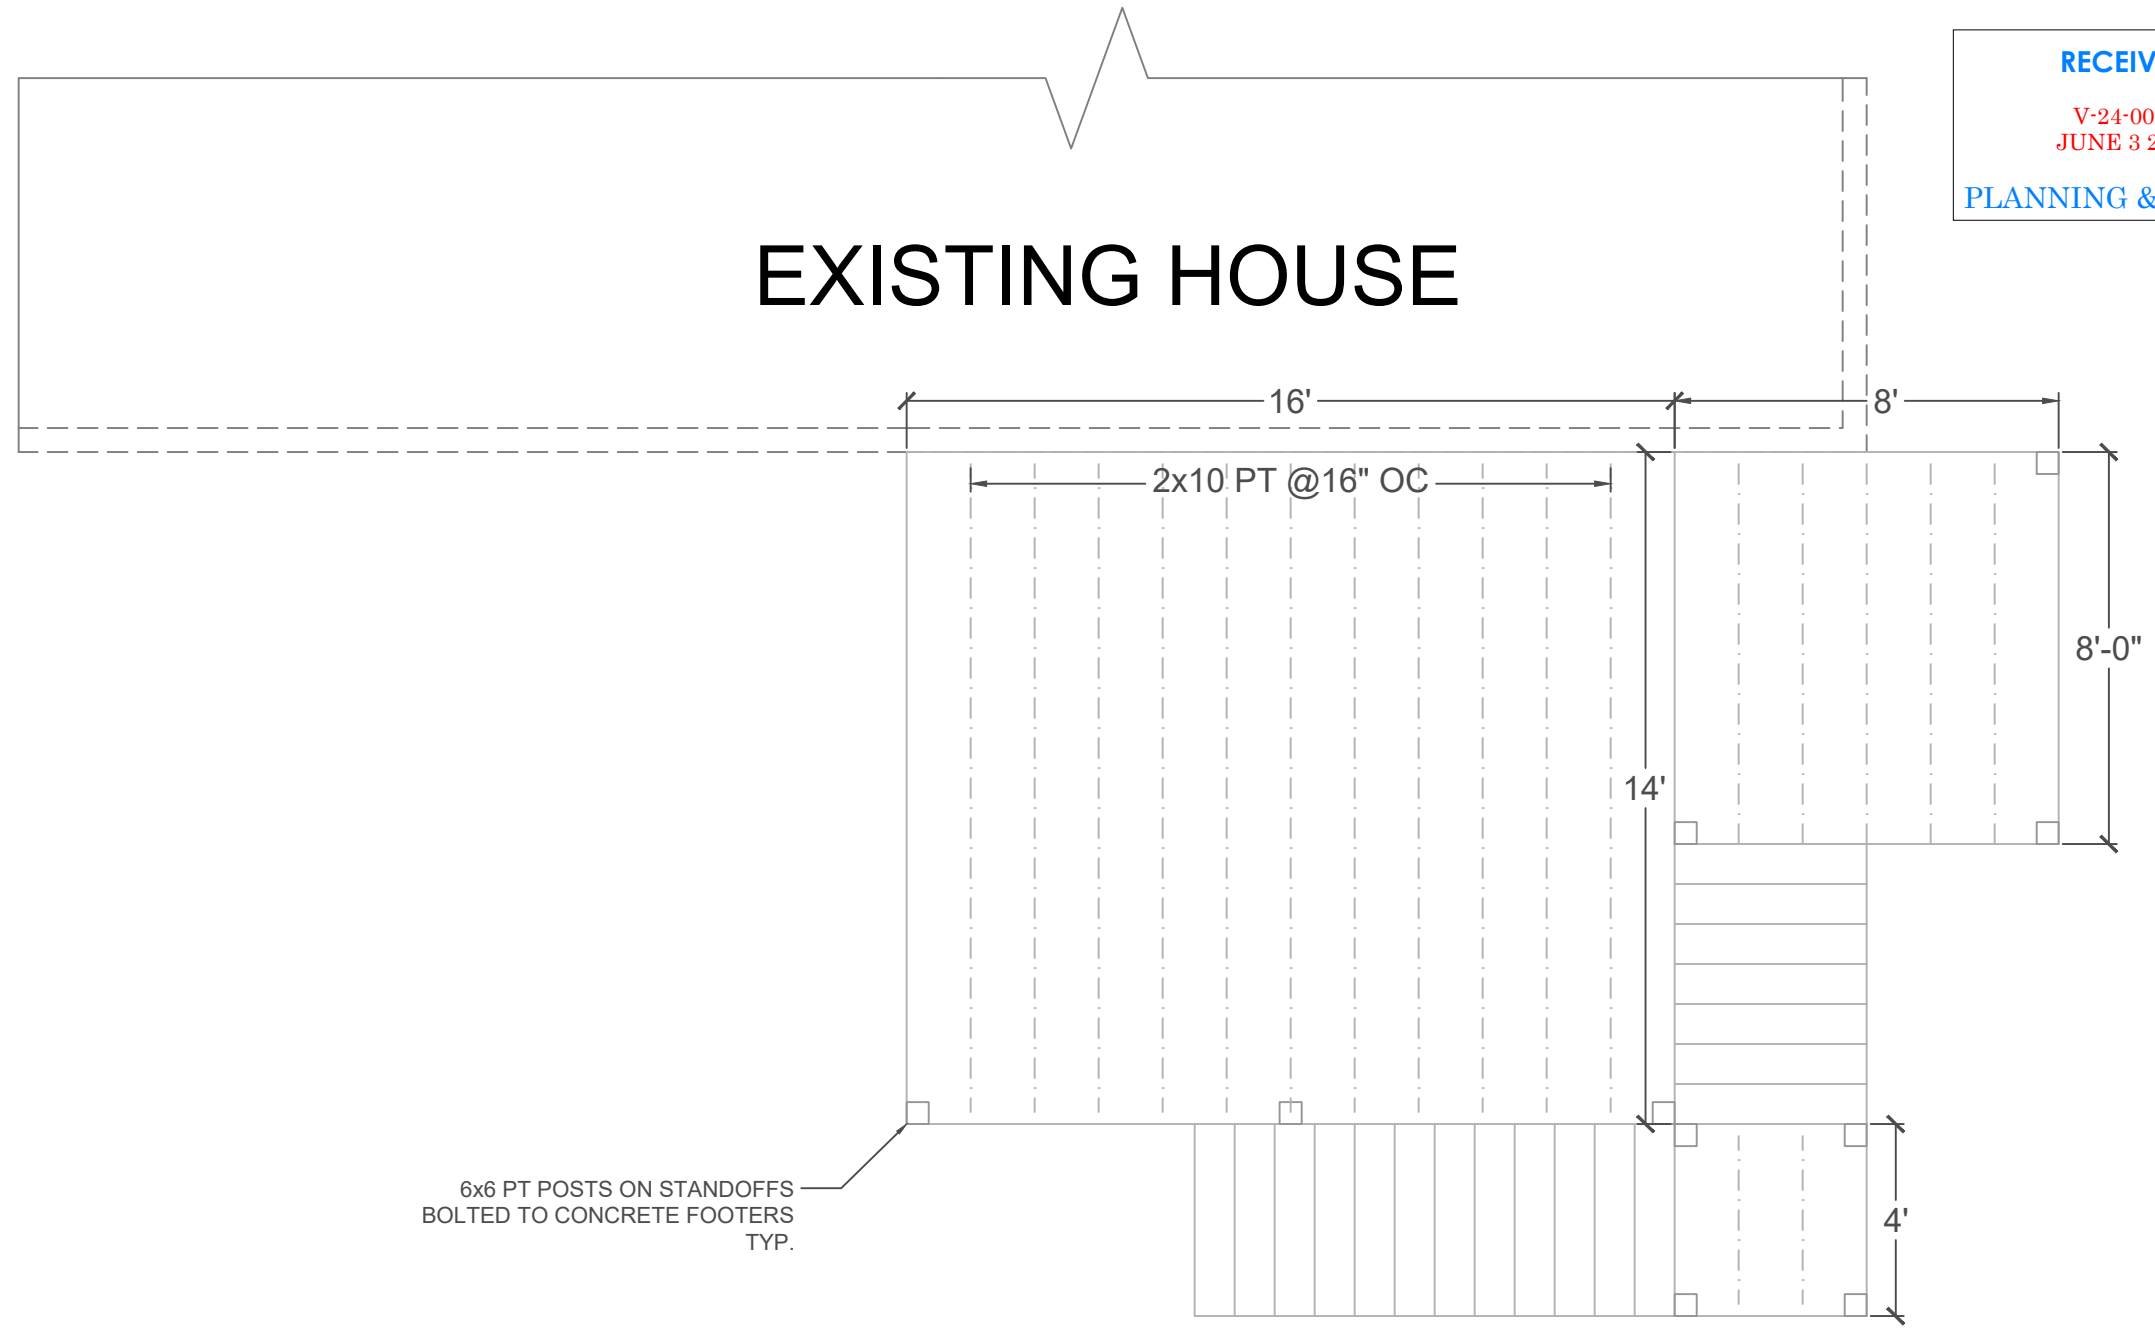 RECEIV
V-24-00
JUNE 3 2
PLANNING &
EXISTING HOUSE
16'
8'
2x10 PT @16" OC
8'-0"
14'
6x6 PT POSTS ON STANDOFFS
BOLTED TO CONCRETE FOOTERS
TYP.
4'